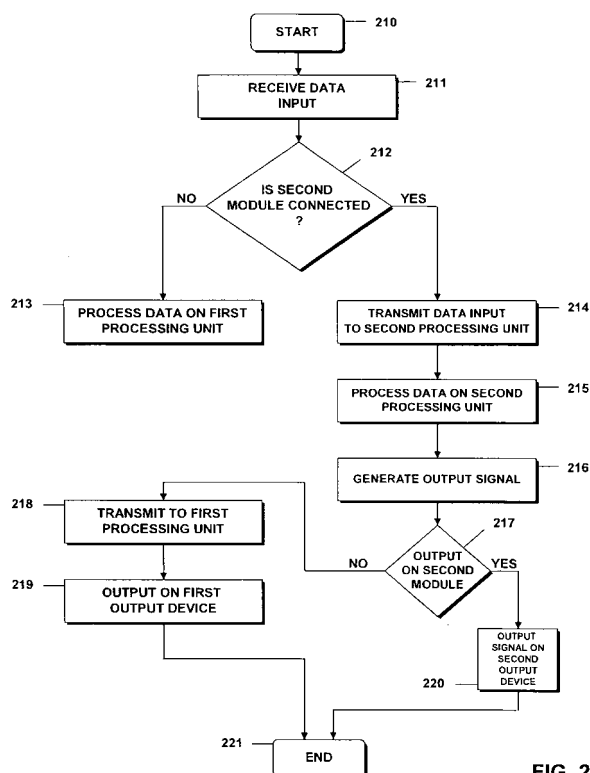 START
210
RECEIVE DATA
INPUT
211
212
IS SECOND
MODULE CONNECTED
?
NO
YES
213
PROCESS DATA ON FIRST
PROCESSING UNIT
TRANSMIT DATA INPUT
TO SECOND PROCESSING UNIT
214
PROCESS DATA ON SECOND
PROCESSING UNIT
215
GENERATE OUTPUT SIGNAL
216
217
OUTPUT
ON SECOND
MODULE
NO
YES
218
TRANSMIT TO FIRST
PROCESSING UNIT
219
OUTPUT ON FIRST
OUTPUT DEVICE
OUTPUT
SIGNAL ON
SECOND
OUTPUT
DEVICE
220
221
END
FIG. 2